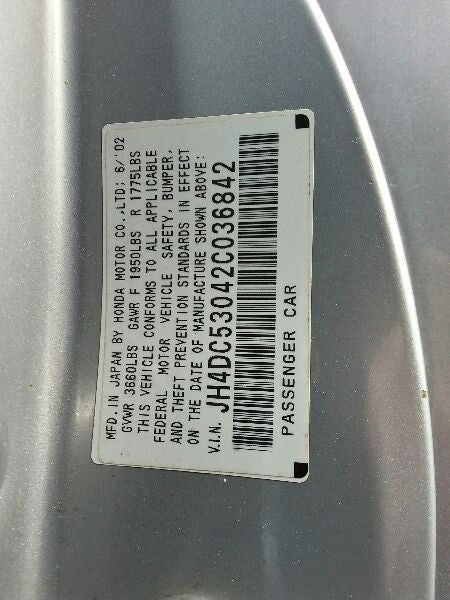 MFD. IN JAPAN BY HONDA MOTOR CO.,LTD; 6/'02
GVWR 3660LBS GAWR F 1950LBS R 1775LBS
THIS VEHICLE CONFORMS TO ALL APPLICABLE
FEDERAL MOTOR VEHICLE SAFETY, BUMPER,
AND THEFT PREVENTION STANDARDS IN EFFECT
ON THE DATE OF MANUFACTURE SHOWN ABOVE:
V.I.N. JH4DC53042C036842
PASSENGER CAR